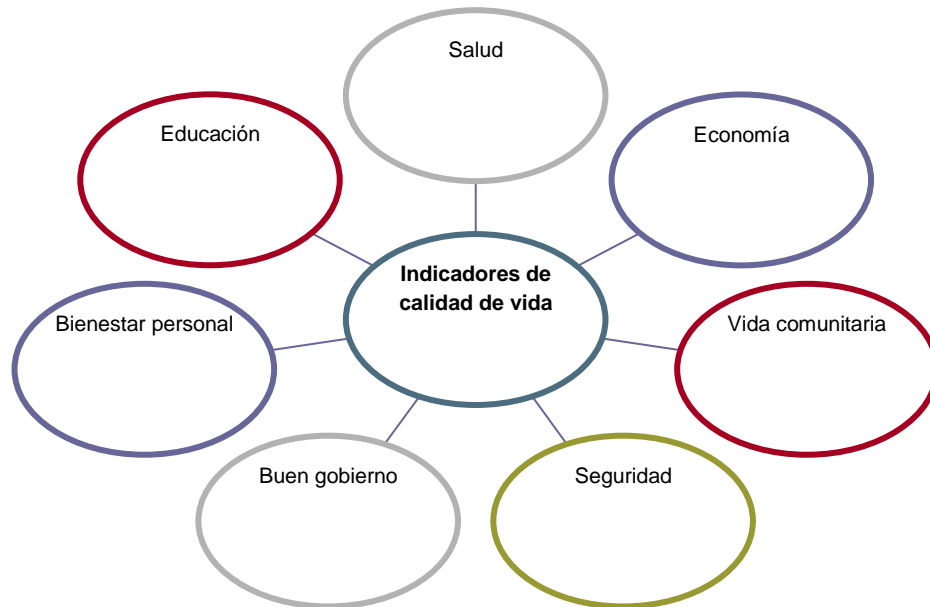 Salud
Educación
Economía
Indicadores de
calidad de vida
Bienestar personal
Vida comunitaria
Buen gobierno
Seguridad